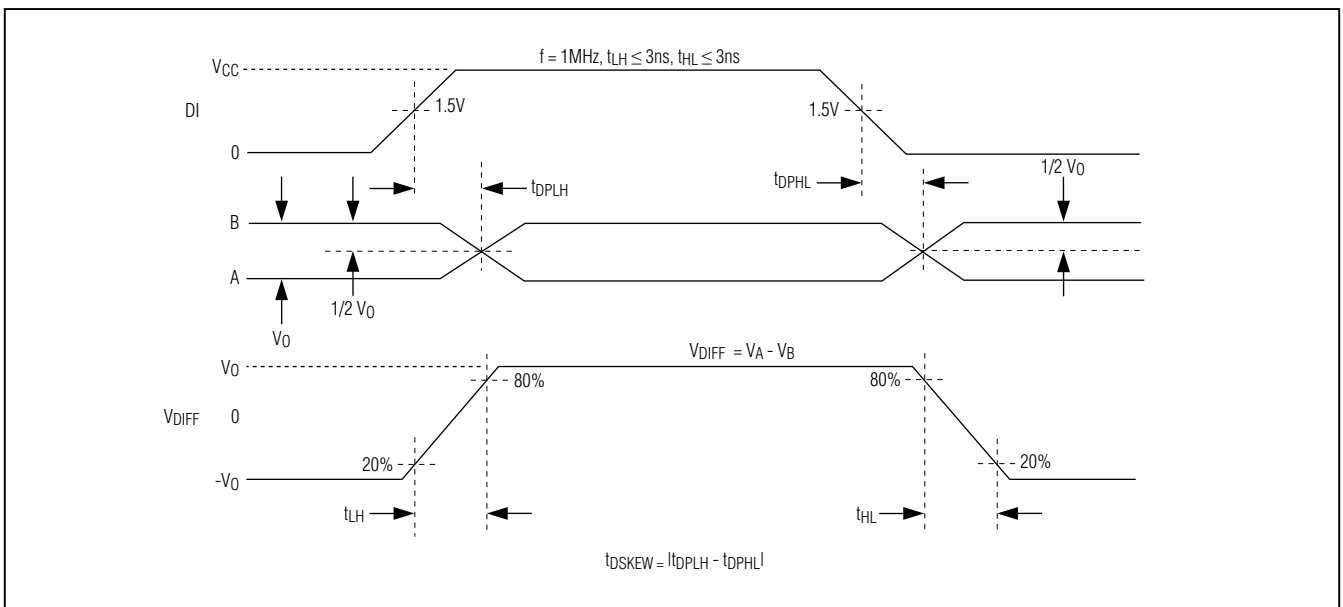 f = 1MHz, tLH ≤ 3ns, tHL ≤ 3ns
VCC
DI
1.5V
1.5V
0
1/2 VO
tDPLH
tDPHL
B
A
1/2 VO
VO
VDIFF = VA - VB
VO
80%
80%
VDIFF 0
20%
20%
-VO
tLH
tHL
tDSKEW = |tDPLH - tDPHL|